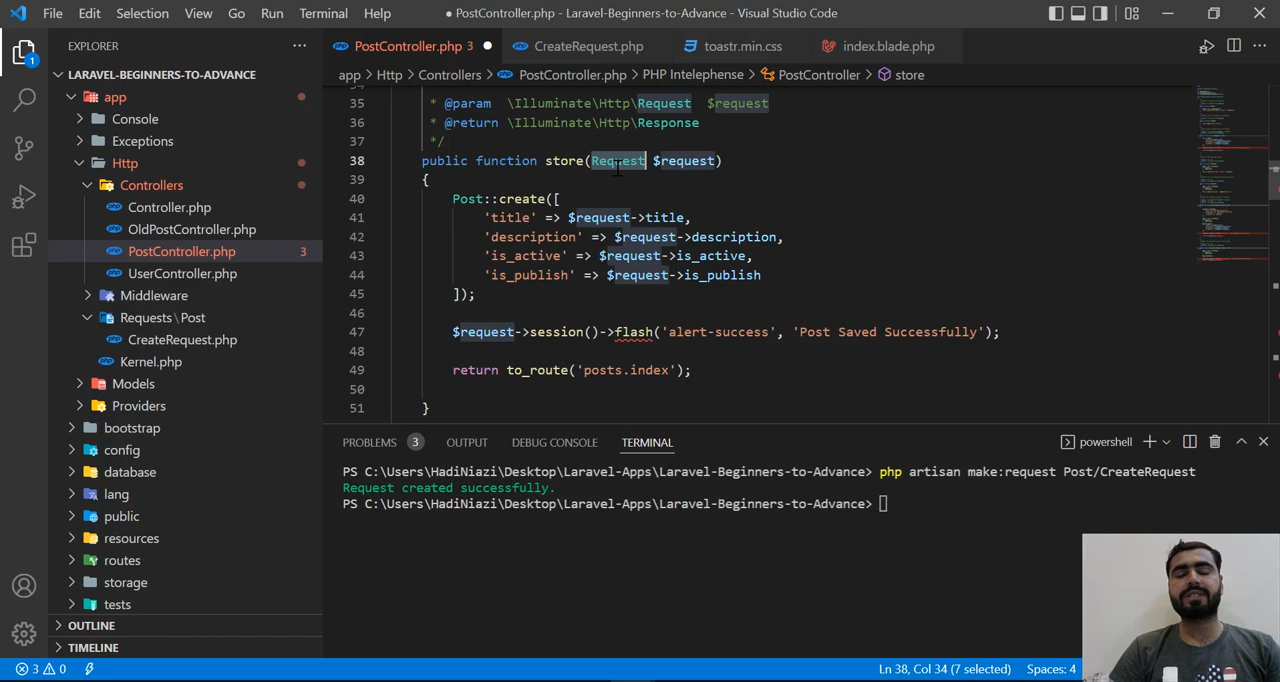 File Edit Selection View Go Run Terminal Help
● PostController.php - Laravel-Beginners-to-Advance - Visual Studio Code
EXPLORER
PostController.php 3 ●
CreateRequest.php
toastr.min.css
index.blade.php
1
LARAVEL-BEGINNERS-TO-ADVANCE
app > Http > Controllers > PostController.php > PHP Intelephense > PostController > store
app
Console
Exceptions
Http
Controllers
Controller.php
OldPostController.php
PostController.php 3
UserController.php
Middleware
Requests\Post
CreateRequest.php
Kernel.php
Models
Providers
bootstrap
config
database
lang
public
resources
routes
storage
tests
OUTLINE
TIMELINE
34
35 * @param \Illuminate\Http\Request $request
36 * @return \Illuminate\Http\Response
37 */
38 public function store(Request $request)
39 {
40 Post::create([
41 'title' => $request->title,
42 'description' => $request->description,
43 'is_active' => $request->is_active,
44 'is_publish' => $request->is_publish
45 ]);
46
47 $request->session()->flash('alert-success', 'Post Saved Successfully');
48
49 return to_route('posts.index');
50
51 }
PROBLEMS 3 OUTPUT DEBUG CONSOLE TERMINAL
powershell
PS C:\Users\HadiNiazi\Desktop\Laravel-Apps\Laravel-Beginners-to-Advance> php artisan make:request Post/CreateRequest
Request created successfully.
PS C:\Users\HadiNiazi\Desktop\Laravel-Apps\Laravel-Beginners-to-Advance>
3 0
Ln 38, Col 34 (7 selected) Spaces: 4